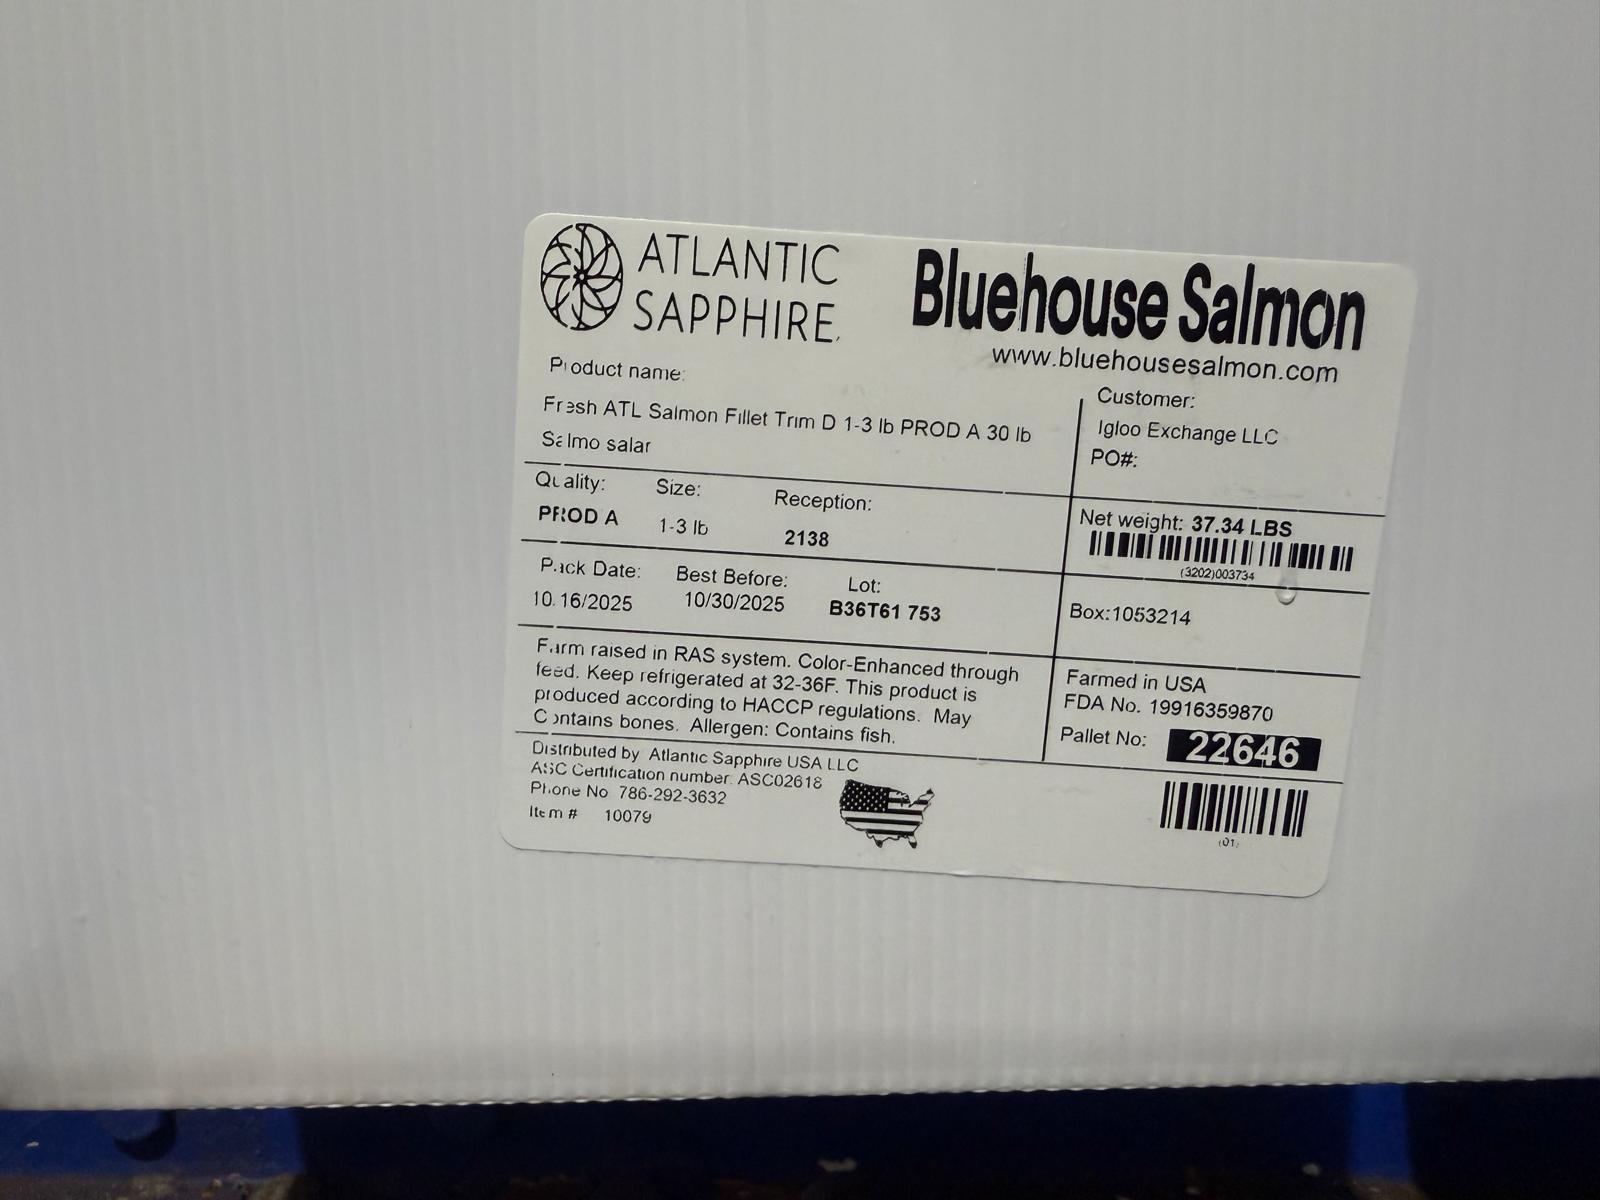 ATLANTIC
SAPPHIRE.
Bluehouse Salmon
www.bluehousesalmon.com
Product name:
Fresh ATL Salmon Fillet Trim D 1-3 lb PROD A 30 lb
Salmo salar
Customer:
Igloo Exchange LLC
PO#:
Quality: Size: Reception:
PROD A 1-3 lb 2138
Net weight: 37.34 LBS
(3202)003734
Pack Date: Best Before: Lot:
10/16/2025 10/30/2025 B36T61 753
Box:1053214
Farm raised in RAS system. Color-Enhanced through
feed. Keep refrigerated at 32-36F. This product is
produced according to HACCP regulations. May
Contains bones. Allergen: Contains fish.
Farmed in USA
FDA No. 19916359870
Pallet No: 22646
Distributed by Atlantic Sapphire USA LLC
ASC Certification number: ASC02618
Phone No 786-292-3632
Item # 10079
(01)